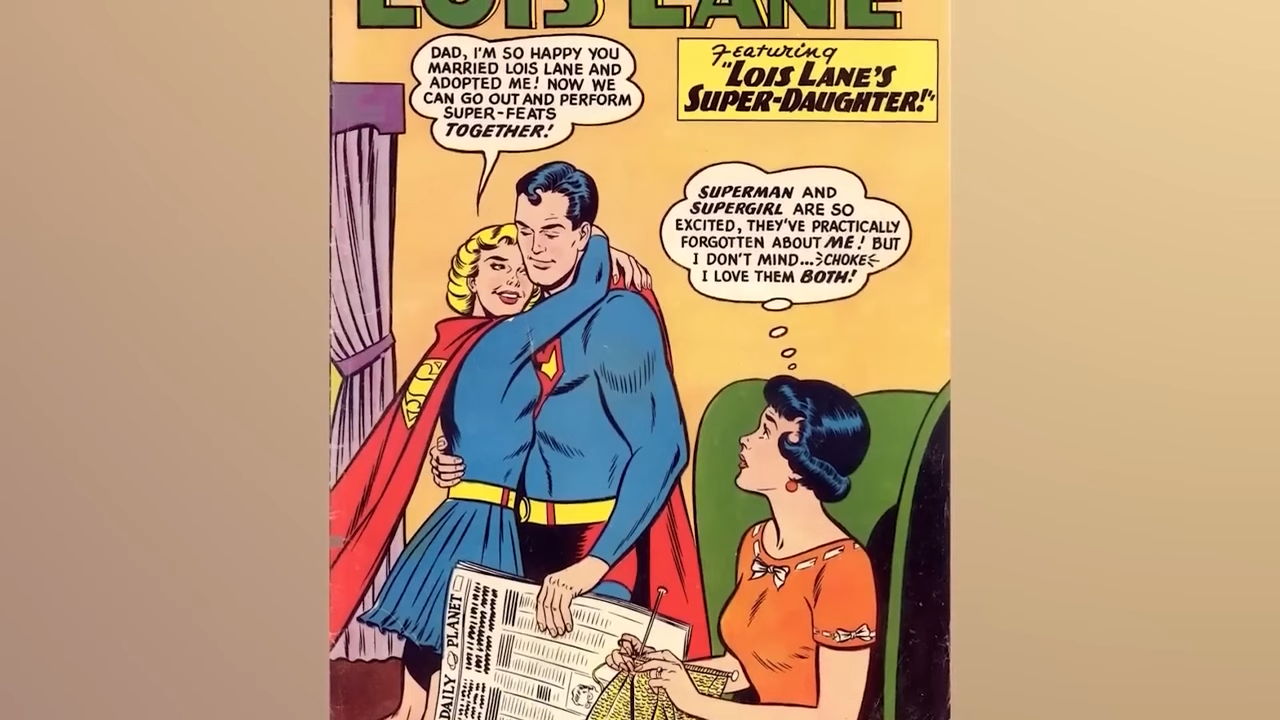 LOIS LANE
DAD, I'M SO HAPPY YOU
MARRIED LOIS LANE AND
ADOPTED ME! NOW WE
CAN GO OUT AND PERFORM
SUPER-FEATS
TOGETHER!
Featuring
"LOIS LANE'S
SUPER-DAUGHTER!"
SUPERMAN AND
SUPERGIRL ARE SO
EXCITED, THEY'VE PRACTICALLY
FORGOTTEN ABOUT ME! BUT
I DON'T MIND...CHOKE
I LOVE THEM BOTH!
DAILY PLANET